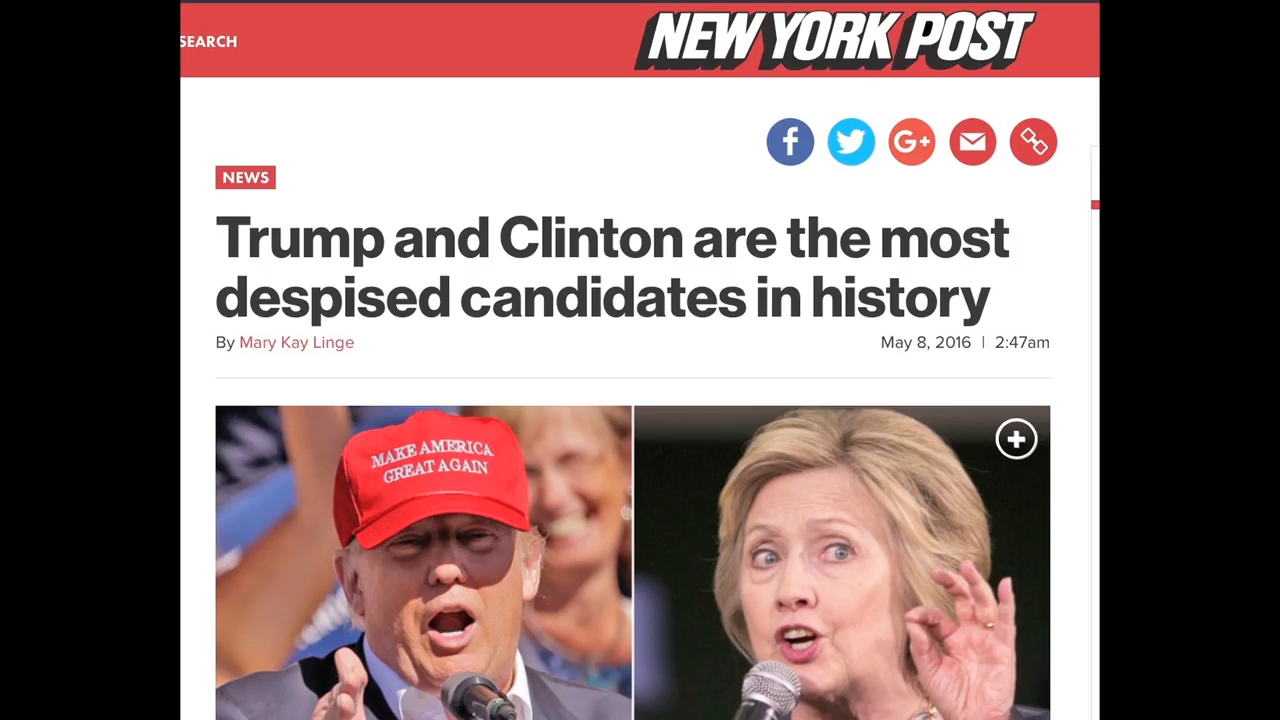 SEARCH
NEW YORK POST
f
G+
NEWS
Trump and Clinton are the most
despised candidates in history
By Mary Kay Linge
May 8, 2016 | 2:47am
MAKE AMERICA
GREAT AGAIN